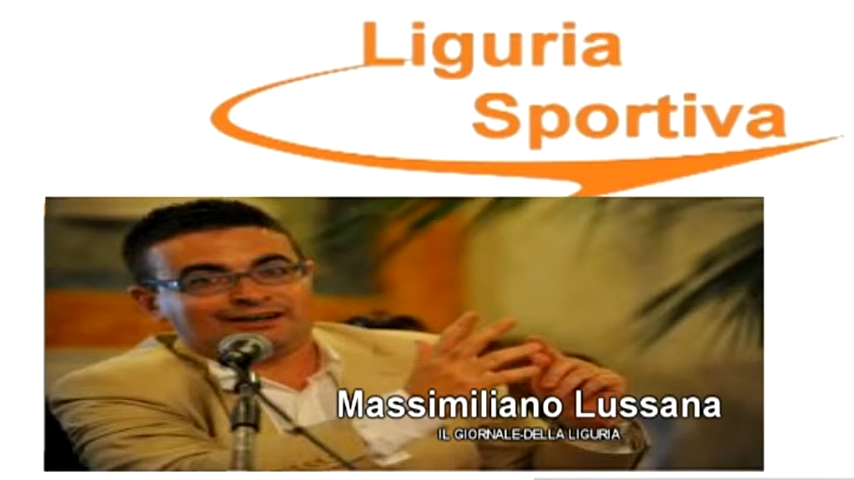 Liguria
Sportiva
Massimiliano Lussana
IL GIORNALE-DELLA LIGURIA